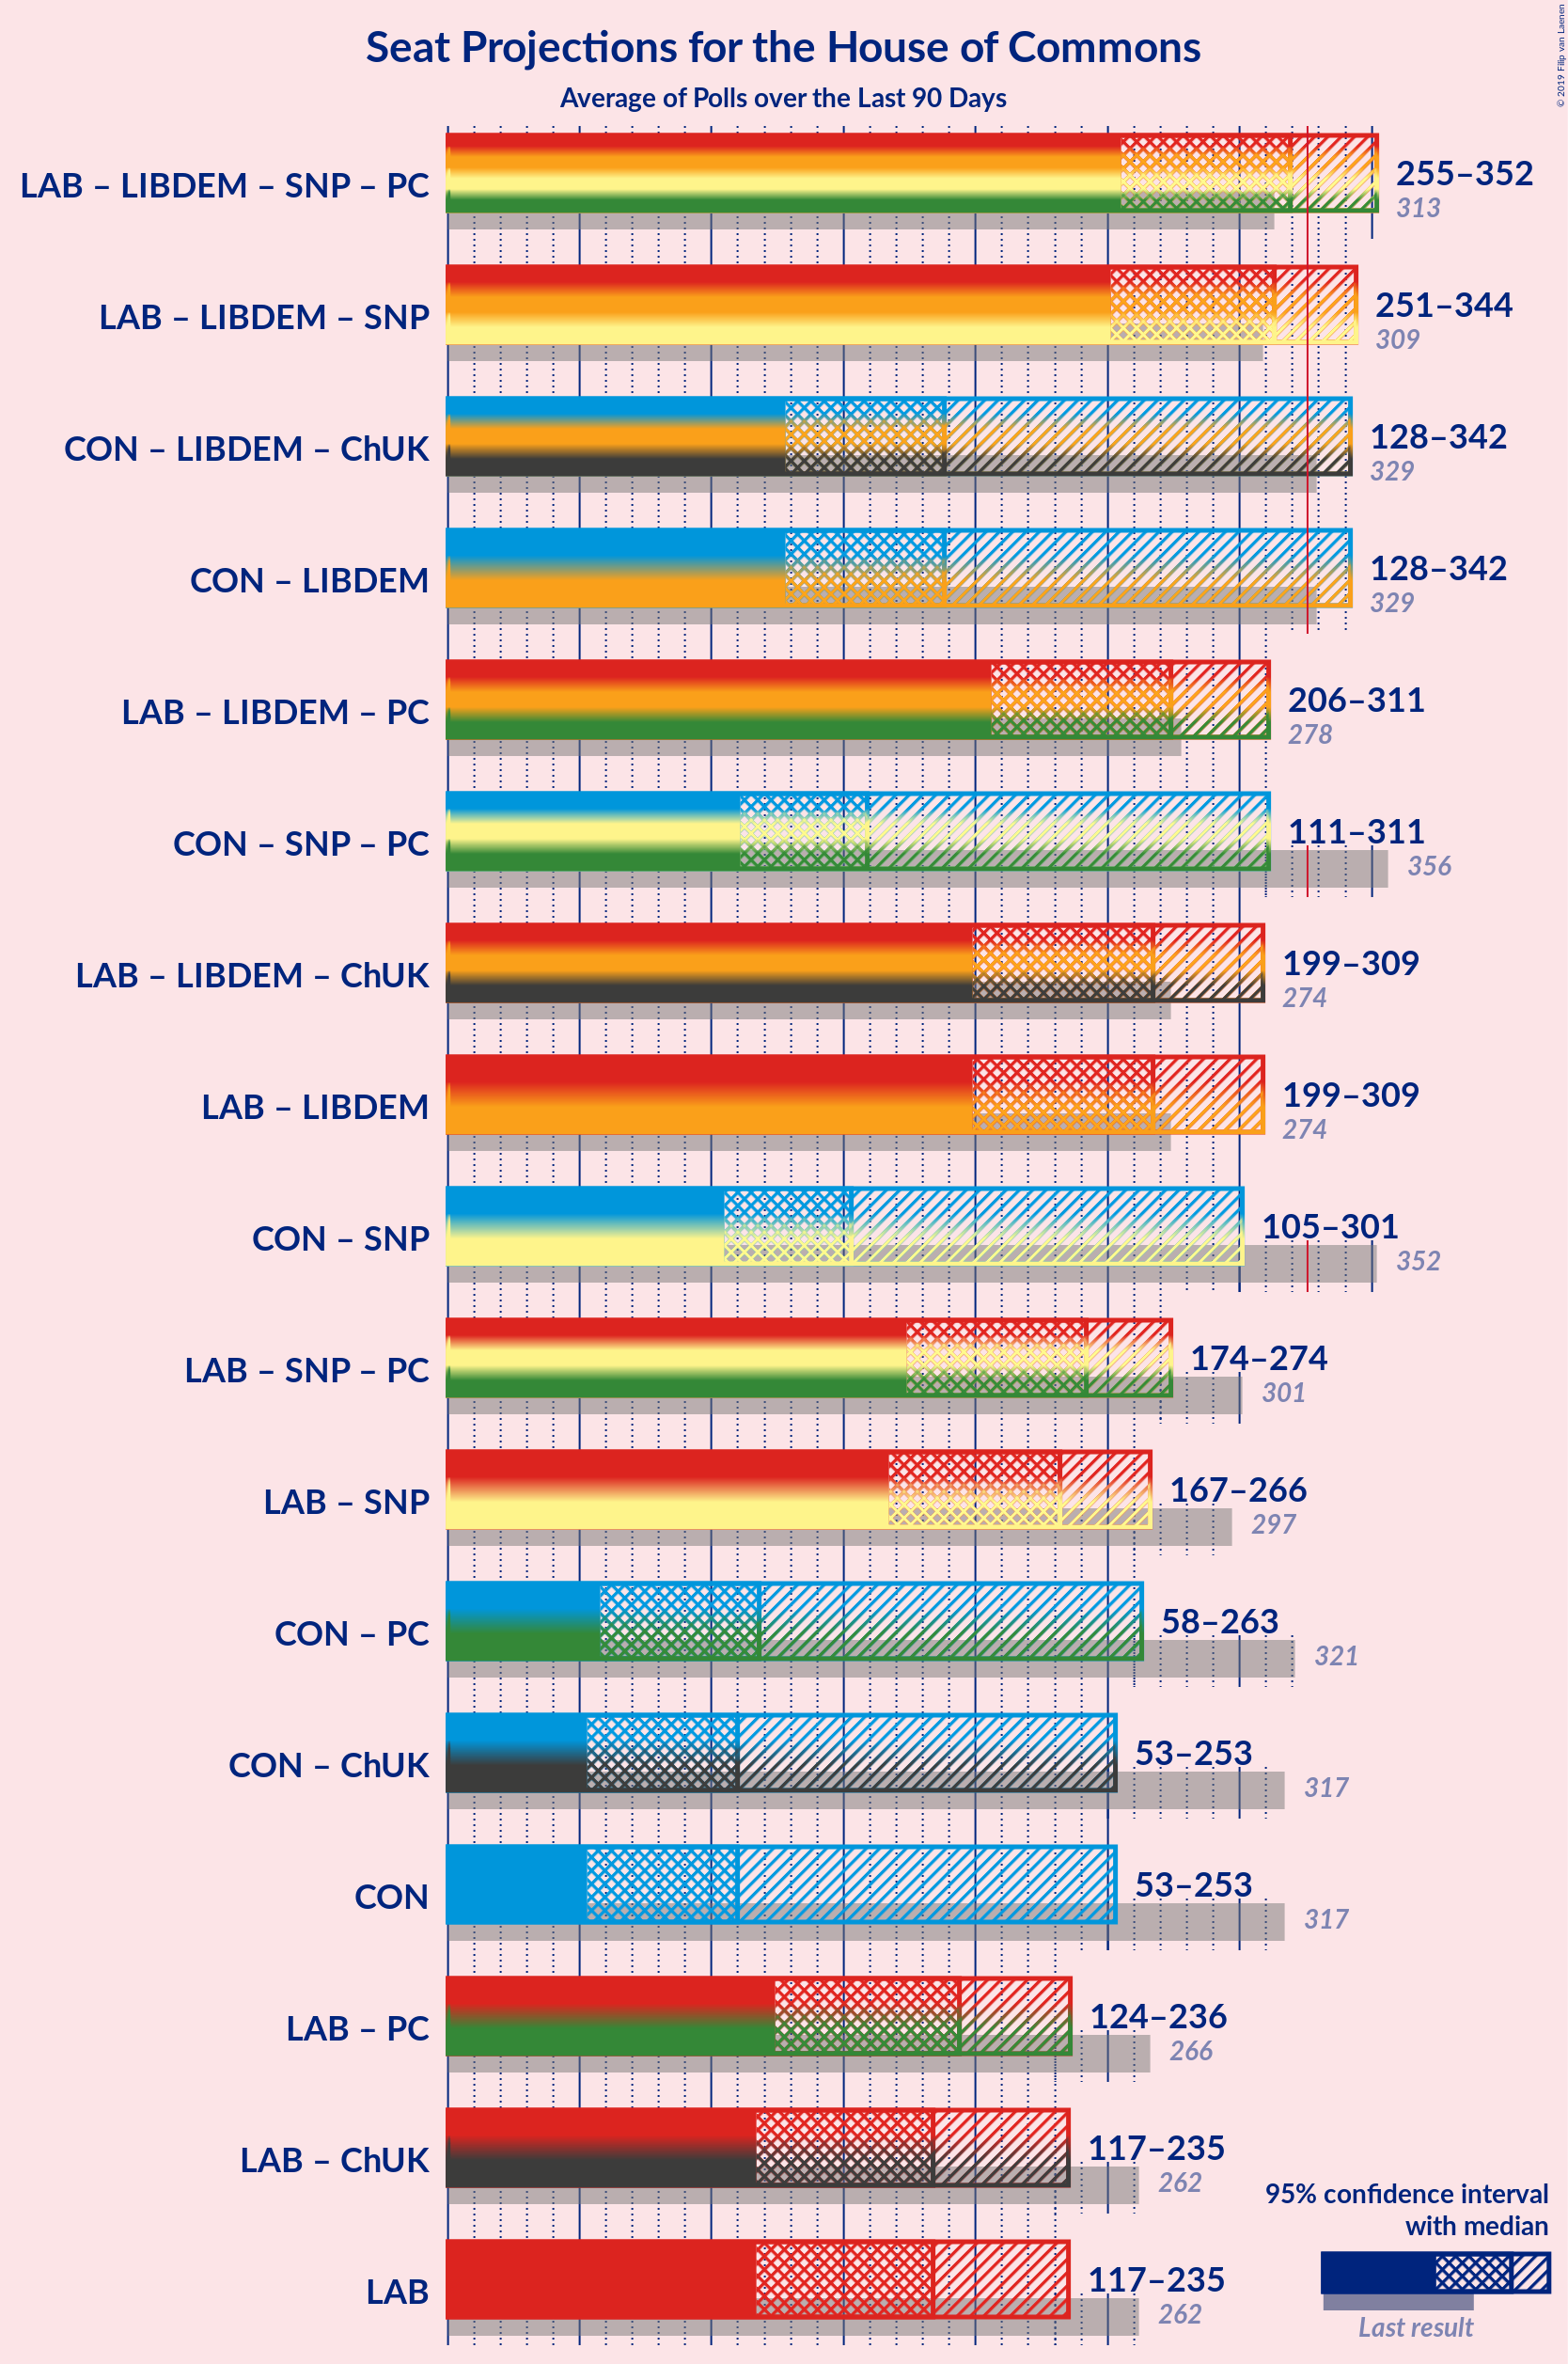 Seat Projections for the House of Commons
Average of Polls over the Last 90 Days
© 2019 Filip van Laenen
LAB – LIBDEM – SNP – PC
255–352
313
LAB – LIBDEM – SNP
251–344
309
CON – LIBDEM – ChUK
128–342
329
CON – LIBDEM
128–342
329
LAB – LIBDEM – PC
206–311
278
CON – SNP – PC
111–311
356
LAB – LIBDEM – ChUK
199–309
274
LAB – LIBDEM
199–309
274
CON – SNP
105–301
352
LAB – SNP – PC
174–274
301
LAB – SNP
167–266
297
CON – PC
58–263
321
CON – ChUK
53–253
317
CON
53–253
317
LAB – PC
124–236
266
LAB – ChUK
117–235
262
LAB
117–235
262
95% confidence interval
with median
Last result